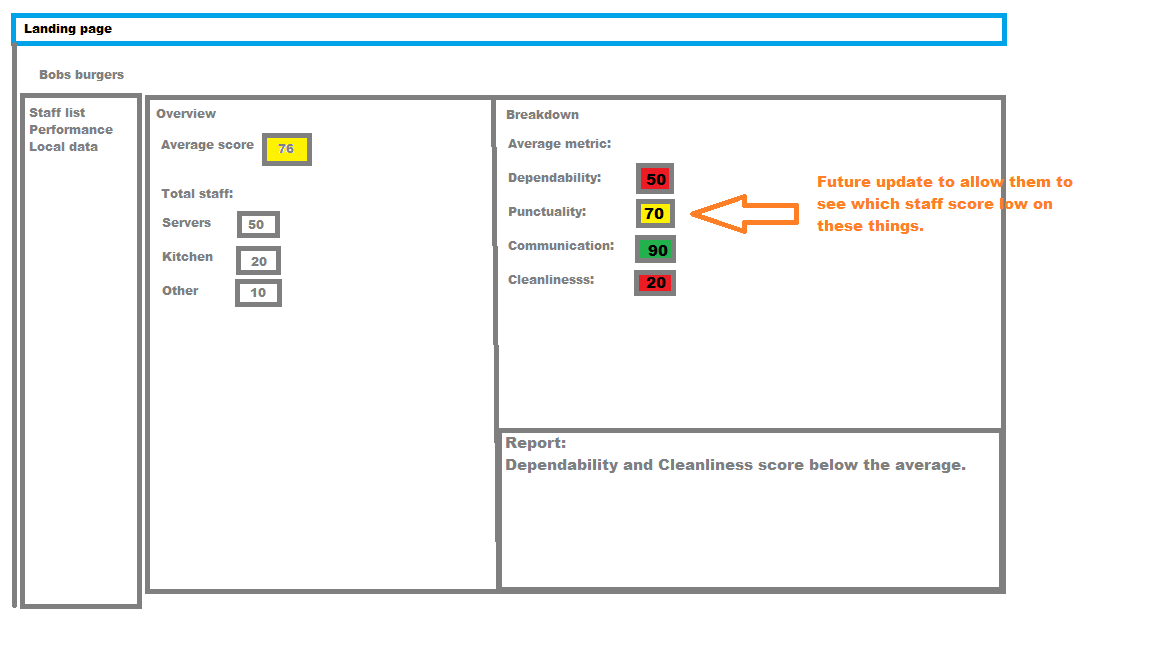 Landing page
Bobs burgers
Staff list
Performance
Local data
Overview
Average score 76
Total staff:
Servers 50
Kitchen 20
Other 10
Breakdown
Average metric:
Dependability: 50
Punctuality: 70
Communication: 90
Cleanlinesss: 20
Future update to allow them to
see which staff score low on
these things.
Report:
Dependability and Cleanliness score below the average.